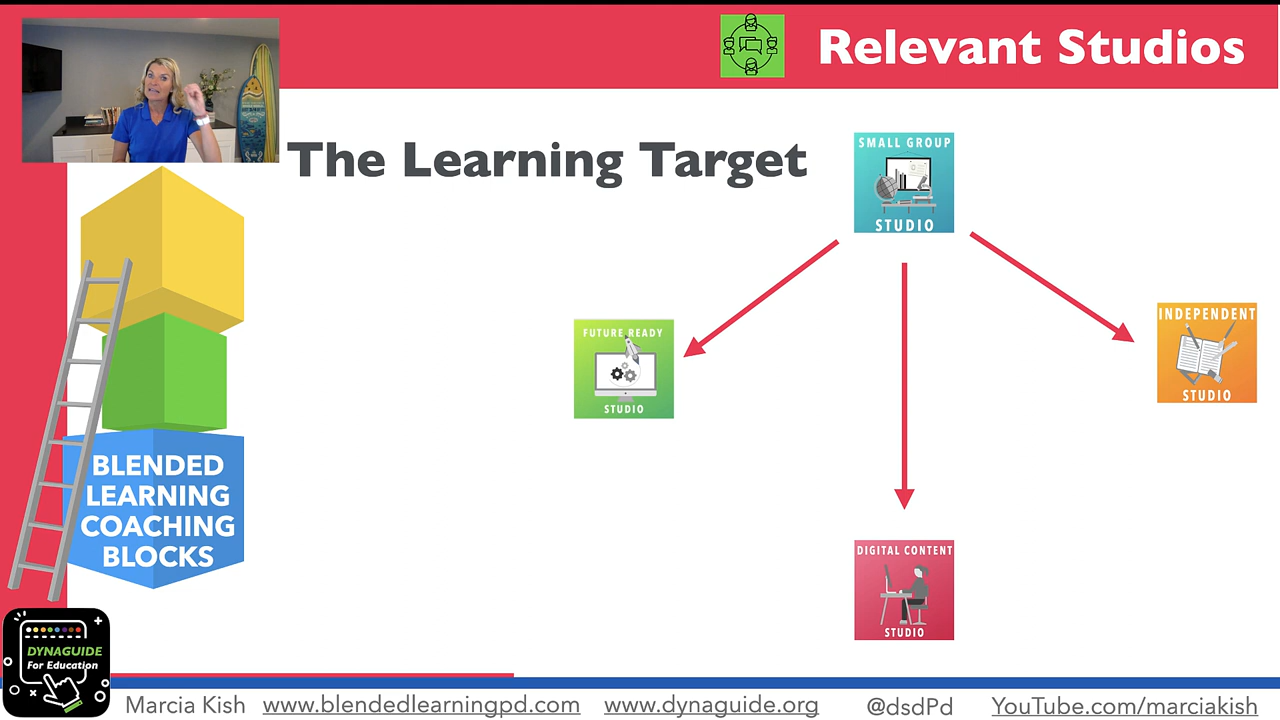 Relevant Studios
The Learning Target
SMALL GROUP
STUDIO
FUTURE READY
STUDIO
INDEPENDENT
STUDIO
DIGITAL CONTENT
STUDIO
BLENDED
LEARNING
COACHING
BLOCKS
DYNAGUIDE
For Education
Marcia Kish www.blendedlearningpd.com www.dynaguide.org @dsdPd YouTube.com/marciakish